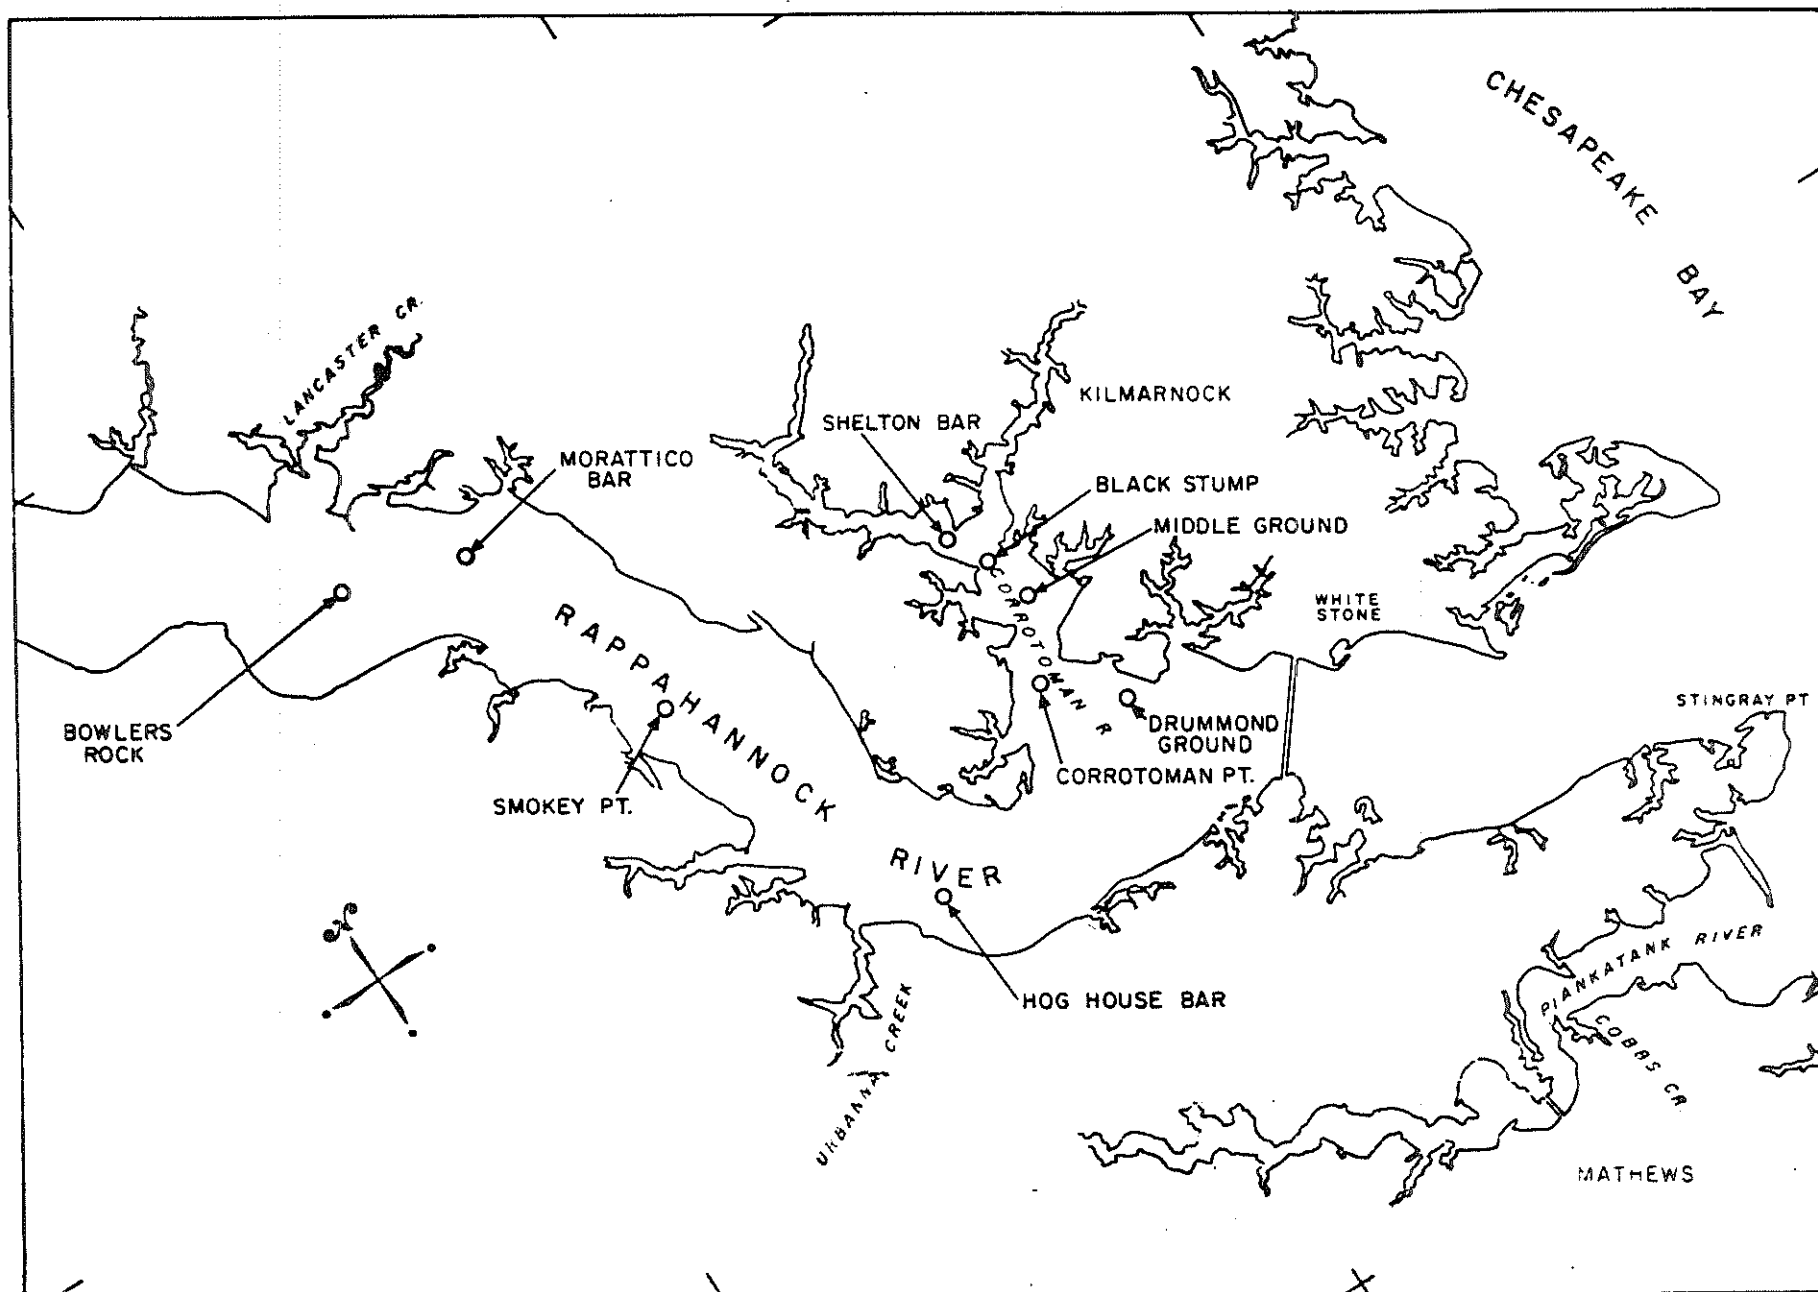 CHESAPEAKE
BAY
LANCASTER CR.
KILMARNOCK
SHELTON BAR
MORATTICO
BAR
BLACK STUMP
MIDDLE GROUND
CORROTOMAN R
WHITE
STONE
RAPPAHANNOCK
RIVER
STINGRAY PT
BOWLERS
ROCK
DRUMMOND
GROUND
CORROTOMAN PT.
SMOKEY PT.
HOG HOUSE BAR
URBANNA CREEK
PIANKATANK RIVER
COBBS CR.
MATHEWS